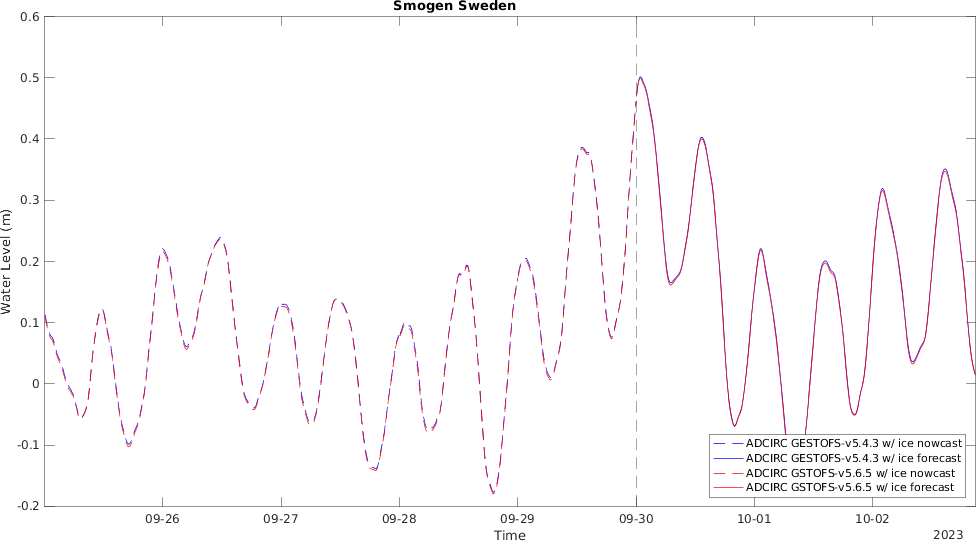 Smogen Sweden
0.6
0.5
0.4
0.3
0.2
0.1
0
-0.1
-0.2
Water Level (m)
ADCIRC GESTOFS-v5.4.3 w/ ice nowcast
ADCIRC GESTOFS-v5.4.3 w/ ice forecast
ADCIRC GSTOFS-v5.6.5 w/ ice nowcast
ADCIRC GSTOFS-v5.6.5 w/ ice forecast
09-26 09-27 09-28 09-29 09-30 10-01 10-02
Time
2023